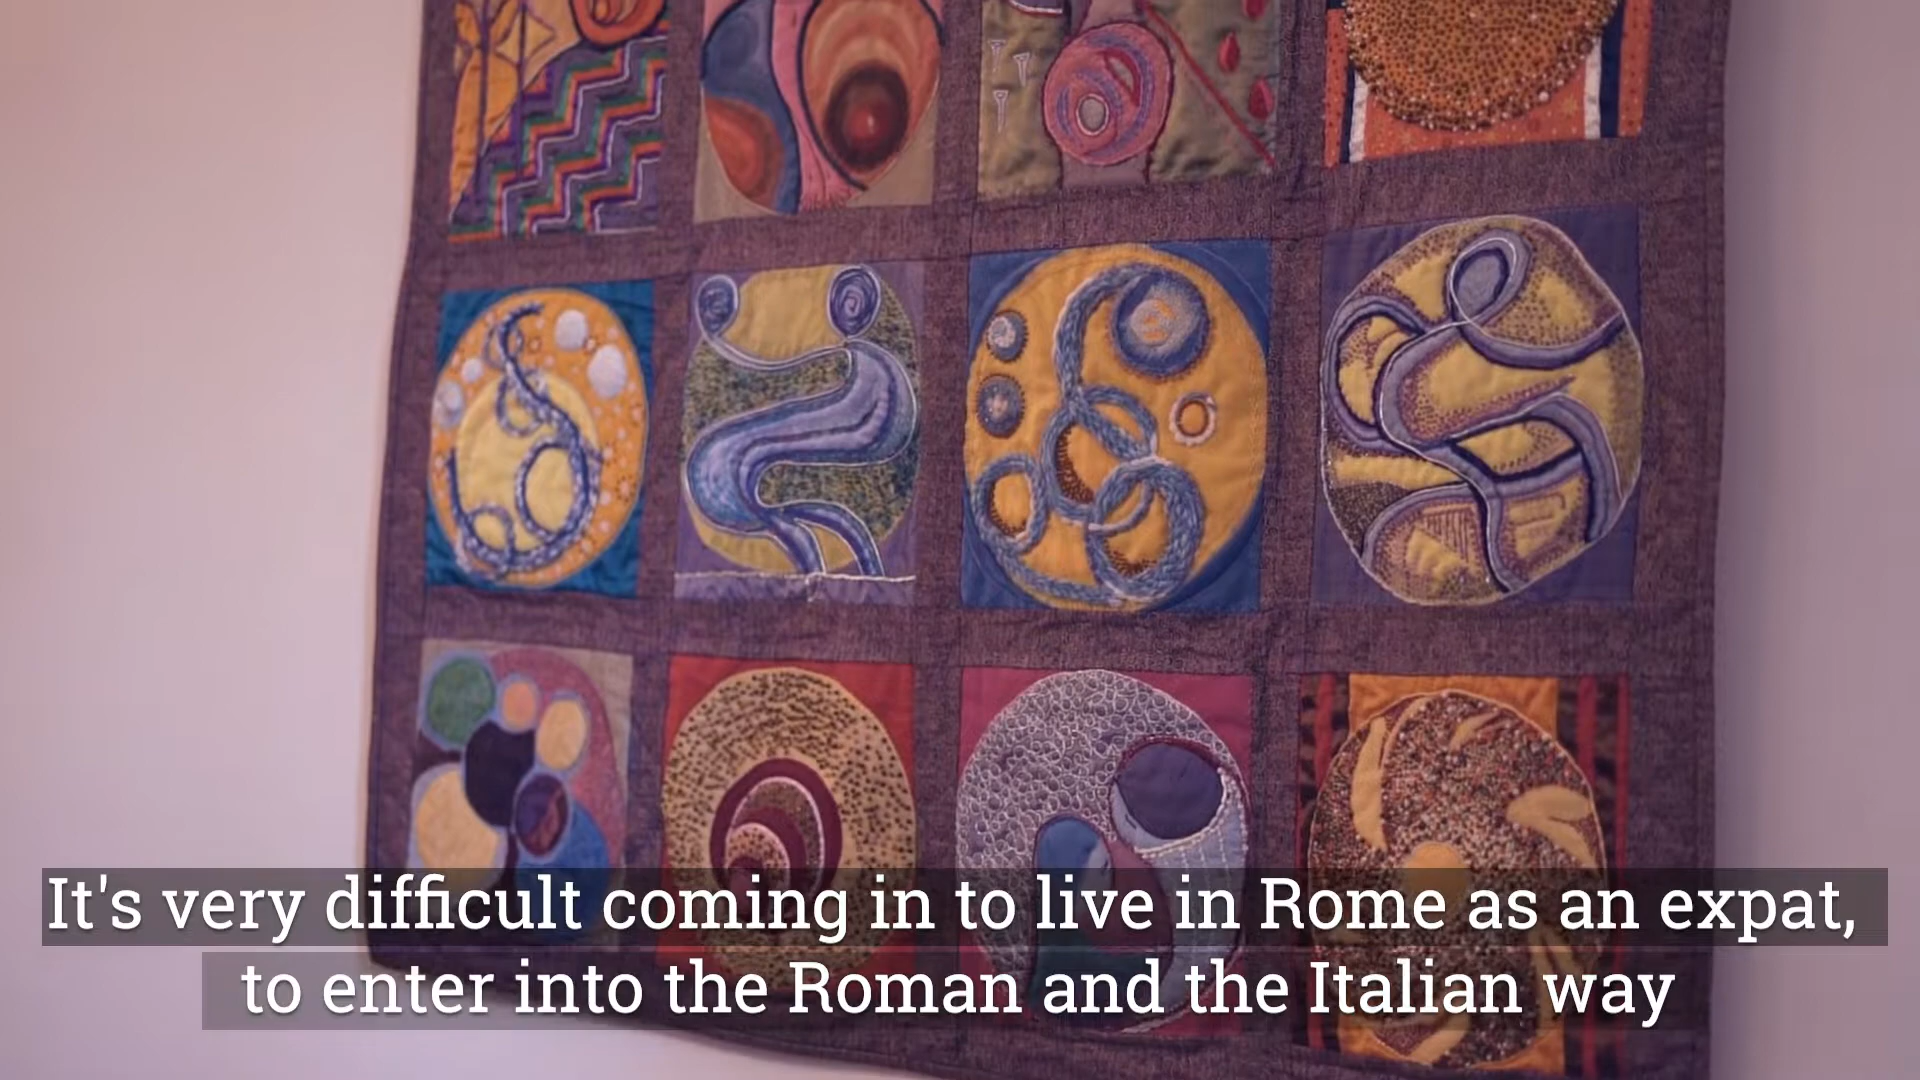 It's very difficult coming in to live in Rome as an expat,
to enter into the Roman and the Italian way